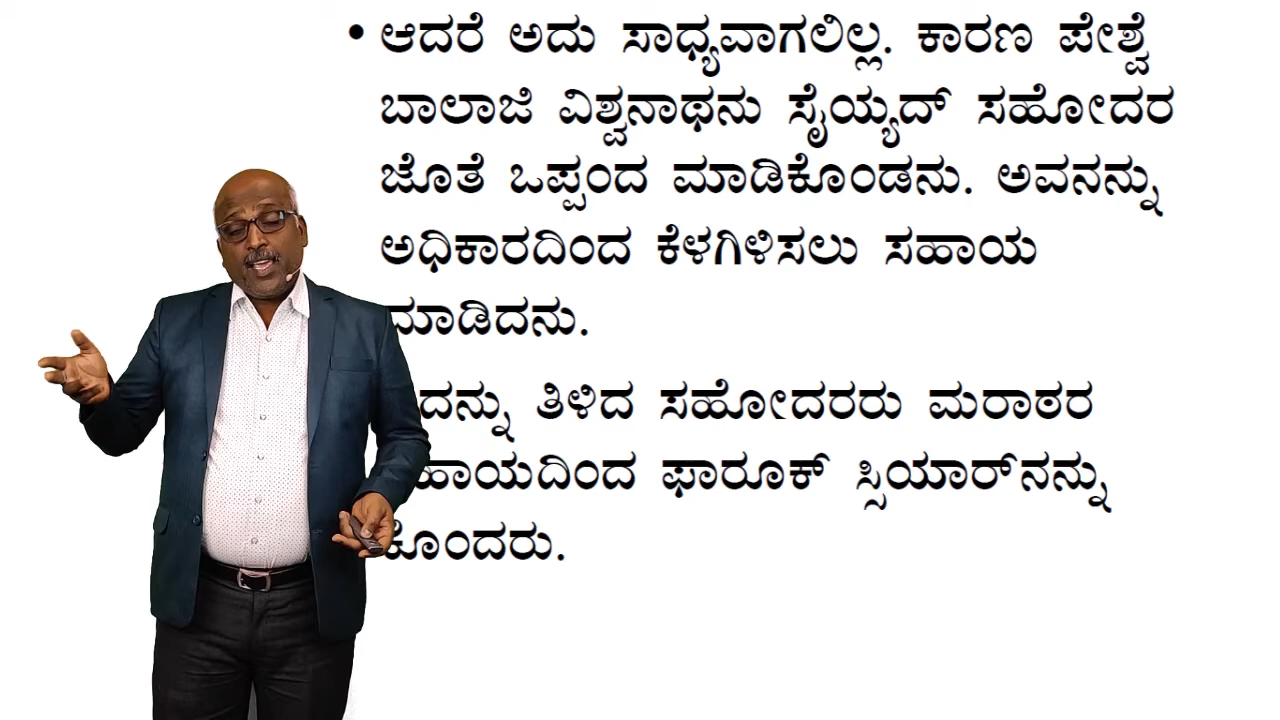 • ಆದರೆ ಅದು ಸಾಧ್ಯವಾಗಲಿಲ್ಲ. ಕಾರಣ ಪೇಶ್ವೆ
ಬಾಲಾಜಿ ವಿಶ್ವನಾಥನು ಸೈಯ್ಯದ್ ಸಹೋದರ
ಜೊತೆ ಒಪ್ಪಂದ ಮಾಡಿಕೊಂಡನು. ಅವನನ್ನು
ಅಧಿಕಾರದಿಂದ ಕೆಳಗಿಳಿಸಲು ಸಹಾಯ
ಮಾಡಿದನು.
ತಿಳಿದ ಸಹೋದರರು ಮರಾಠರ
ಫಾರೂಕ್ ಸ್ಸಿಯಾರ್‌ನನ್ನು
ಕೊಂದರು.